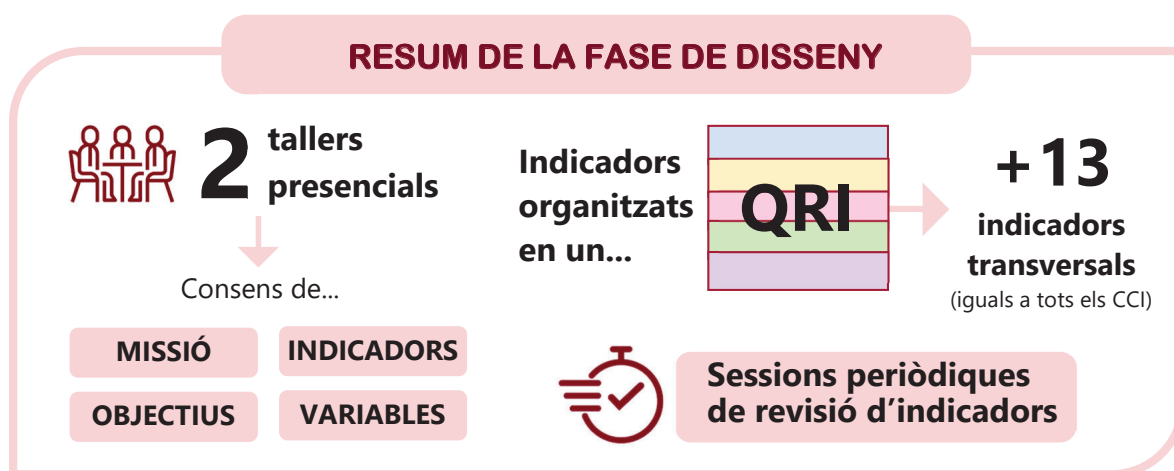 RESUM DE LA FASE DE DISSENY
2 tallers
presencials
Consens de...
MISSIÓ
INDICADORS
OBJECTIUS
VARIABLES
Indicadors
organitzats
en un...
QRI
+13
indicadors
transversals
(iguals a tots els CCI)
Sessions periòdiques
de revisió d’indicadors